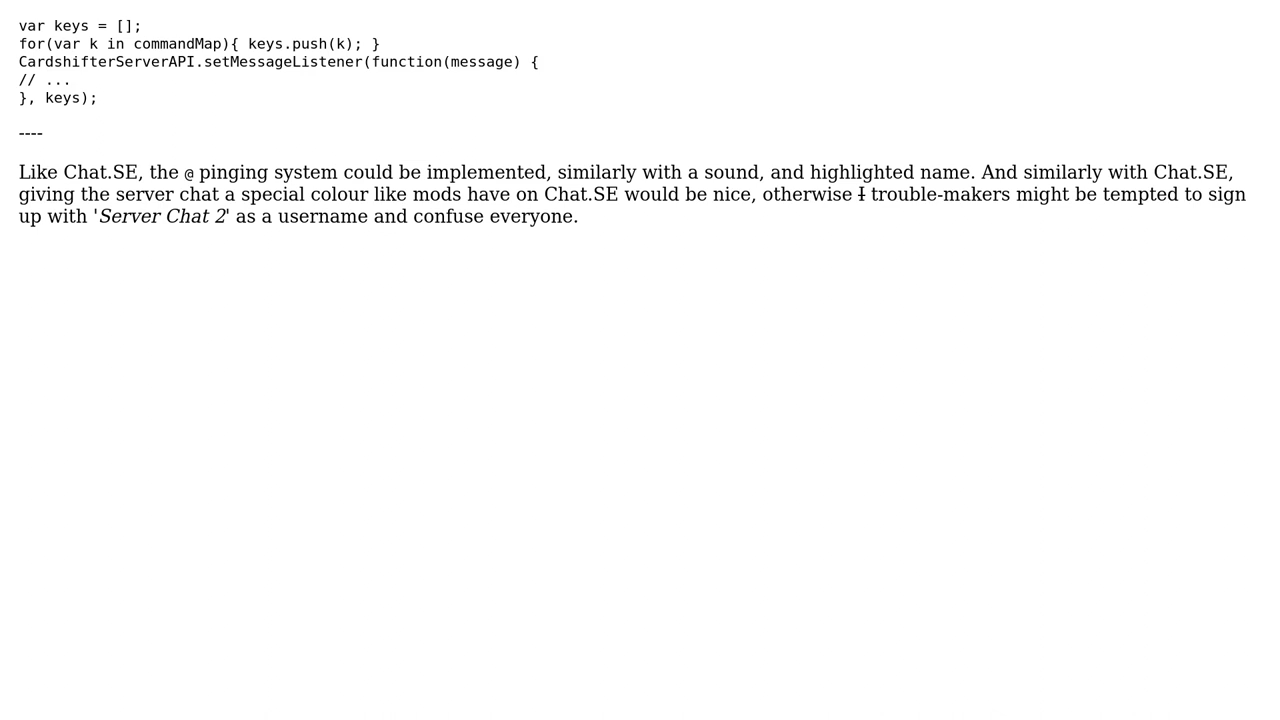 var keys = [];
for(var k in commandMap){ keys.push(k); }
CardshifterServerAPI.setMessageListener(function(message) {
// ...
}, keys);
----
Like Chat.SE, the @ pinging system could be implemented, similarly with a sound, and highlighted name. And similarly with Chat.SE,
giving the server chat a special colour like mods have on Chat.SE would be nice, otherwise I trouble-makers might be tempted to sign
up with 'Server Chat 2' as a username and confuse everyone.